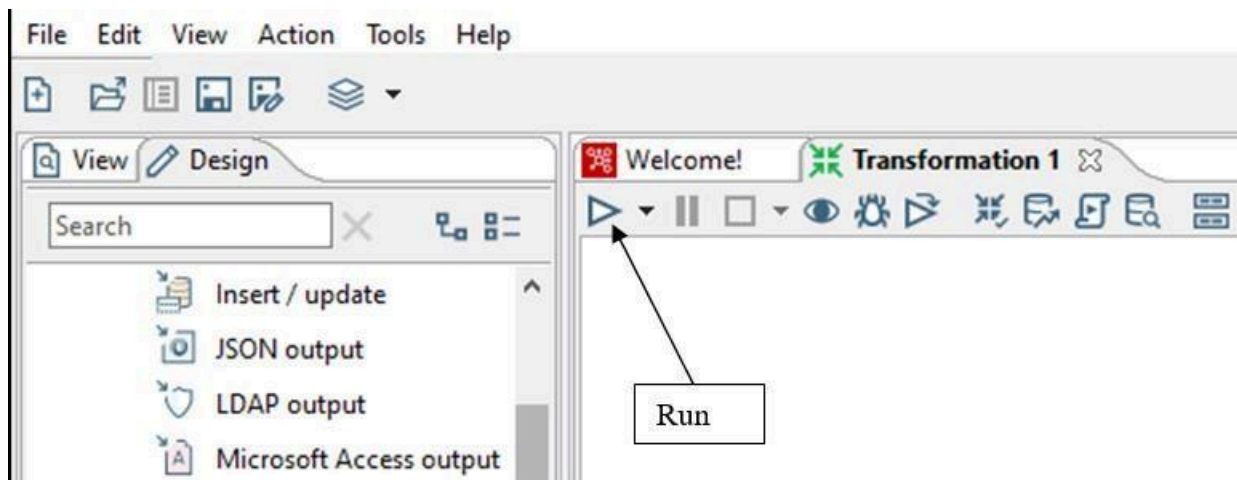 File Edit View Action Tools Help
View Design
Welcome! Transformation 1
Search
Insert / update
JSON output
LDAP output
Microsoft Access output
Run